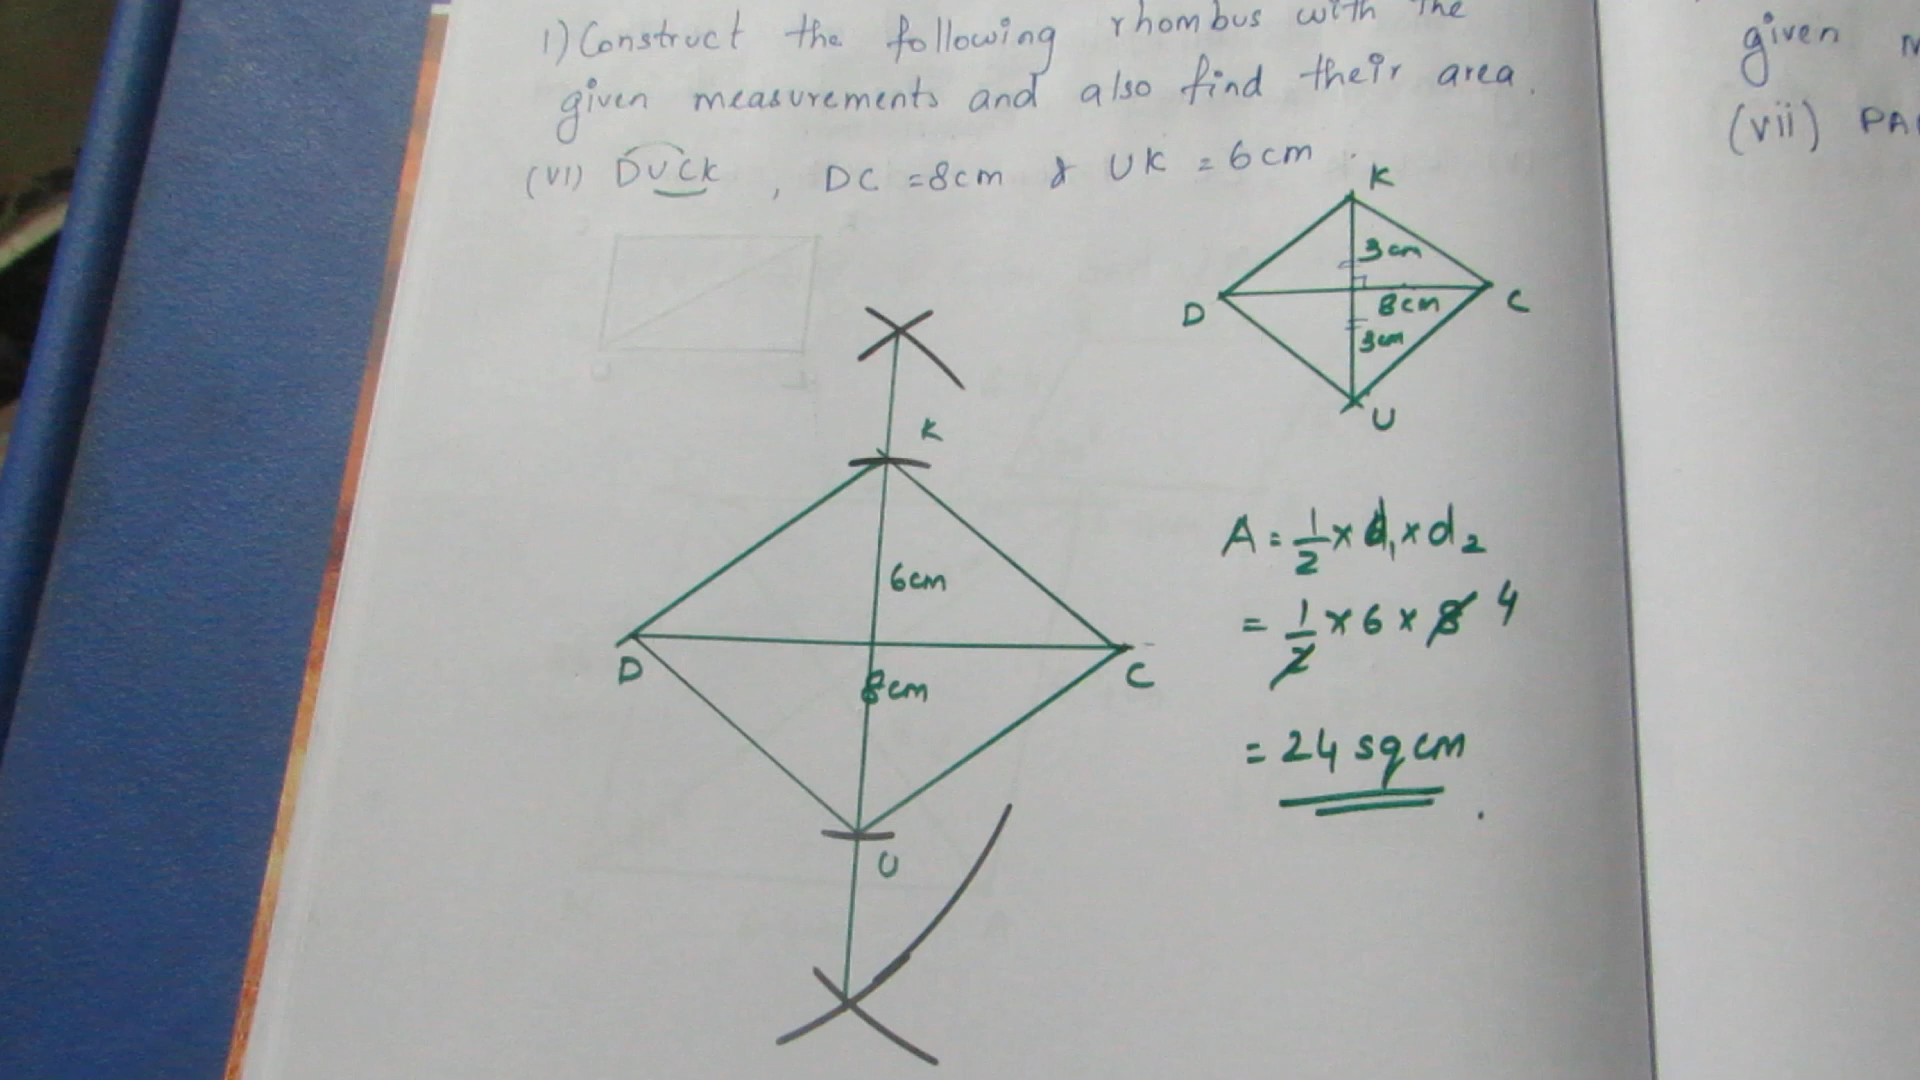 1) Construct the following rhombus with the
given measurements and also find their area.
(VI) DUCK, DC = 8cm & UK = 6cm.
K
3cm
D
8cm
C
3cm
U
K
6cm
D
8cm
C
U
A = 1/2 x d1 x d2
= 1/2 x 6 x 8 4
= 24 sq cm
given
(vii) PA